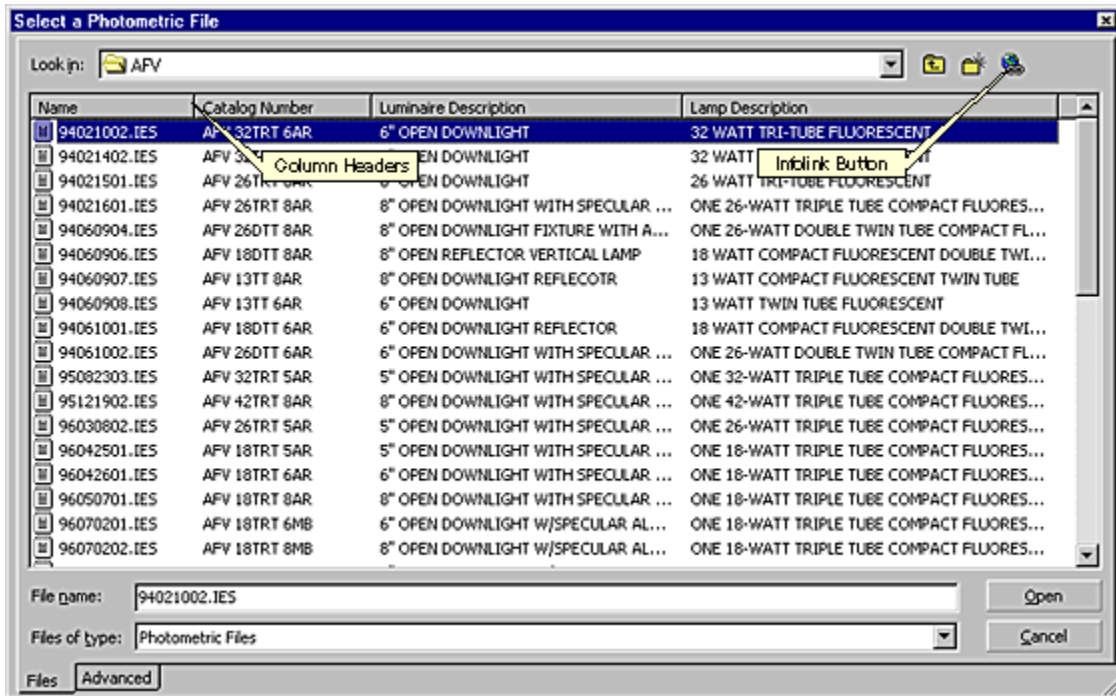 Select a Photometric File
Look in: AFV
Name Catalog Number Luminaire Description Lamp Description
94021002.IES AFV 32TRT 6AR 6" OPEN DOWNLIGHT 32 WATT TRI-TUBE FLUORESCENT
94021402.IES AFV DOWNLIGHT 32 WATT
Column Headers
Infolink Button
94021501.IES AFV 26TRT OPEN DOWNLIGHT 26 WATT TRI-TUBE FLUORESCENT
94021601.IES AFV 26TRT 8AR 8" OPEN DOWNLIGHT WITH SPECULAR ... ONE 26-WATT TRIPLE TUBE COMPACT FLUORES...
94060904.IES AFV 26DTT 8AR 8" OPEN DOWNLIGHT FIXTURE WITH A... ONE 26-WATT DOUBLE TWIN TUBE COMPACT FL...
94060906.IES AFV 18DTT 8AR 8" OPEN REFLECTOR VERTICAL LAMP 18 WATT COMPACT FLUORESCENT DOUBLE TWI...
94060907.IES AFV 13TT 8AR 8" OPEN DOWNLIGHT REFLECOTR 13 WATT COMPACT FLUORESCENT TWIN TUBE
94060908.IES AFV 13TT 6AR 6" OPEN DOWNLIGHT 13 WATT TWIN TUBE FLUORESCENT
94061001.IES AFV 18DTT 6AR 6" OPEN DOWNLIGHT REFLECTOR 18 WATT COMPACT FLUORESCENT DOUBLE TWI...
94061002.IES AFV 26DTT 6AR 6" OPEN DOWNLIGHT WITH SPECULAR ... ONE 26-WATT DOUBLE TWIN TUBE COMPACT FL...
95082303.IES AFV 32TRT 5AR 5" OPEN DOWNLIGHT WITH SPECULAR ... ONE 32-WATT TRIPLE TUBE COMPACT FLUORES...
95121902.IES AFV 42TRT 8AR 8" OPEN DOWNLIGHT WITH SPECULAR ... ONE 42-WATT TRIPLE TUBE COMPACT FLUORES...
96030802.IES AFV 26TRT 5AR 5" OPEN DOWNLIGHT WITH SPECULAR ... ONE 26-WATT TRIPLE TUBE COMPACT FLUORES...
96042501.IES AFV 18TRT 5AR 5" OPEN DOWNLIGHT WITH SPECULAR ... ONE 18-WATT TRIPLE TUBE COMPACT FLUORES...
96042601.IES AFV 18TRT 6AR 6" OPEN DOWNLIGHT WITH SPECULAR ... ONE 18-WATT TRIPLE TUBE COMPACT FLUORES...
96050701.IES AFV 18TRT 8AR 8" OPEN DOWNLIGHT WITH SPECULAR ... ONE 18-WATT TRIPLE TUBE COMPACT FLUORES...
96070201.IES AFV 18TRT 6MB 6" OPEN DOWNLIGHT W/SPECULAR AL... ONE 18-WATT TRIPLE TUBE COMPACT FLUORES...
96070202.IES AFV 18TRT 8MB 8" OPEN DOWNLIGHT W/SPECULAR AL... ONE 18-WATT TRIPLE TUBE COMPACT FLUORES...
File name: 94021002.IES Open
Files of type: Photometric Files Cancel
Files Advanced